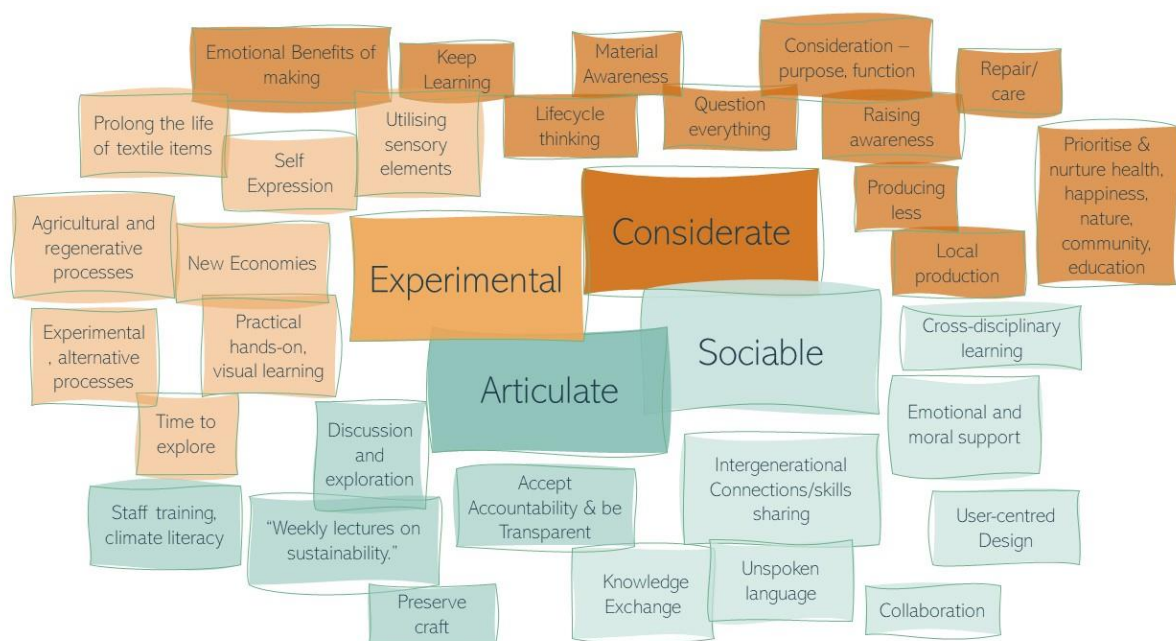 Emotional Benefits of
making
Keep
Learning
Material
Awareness
Consideration –
purpose, function
Repair/
care
Prolong the life
of textile items
Self
Expression
Utilising
sensory
elements
Lifecycle
thinking
Question
everything
Raising
awareness
Prioritise &
nurture health,
happiness,
nature,
community,
education
Producing
less
Local
production
Agricultural and
regenerative
processes
New Economies
Experimental
Considerate
Experimental
, alternative
processes
Practical
hands-on,
visual learning
Time to
explore
Articulate
Sociable
Cross-disciplinary
learning
Emotional and
moral support
Discussion
and
exploration
Staff training,
climate literacy
“Weekly lectures on
sustainability.”
Accept
Accountability & be
Transparent
Intergenerational
Connections/skills
sharing
User-centred
Design
Preserve
craft
Knowledge
Exchange
Unspoken
language
Collaboration